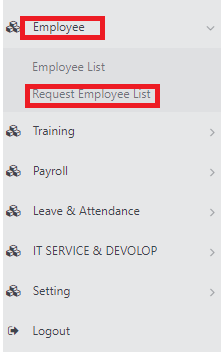 Employee
Employee List
Request Employee List
Training
Payroll
Leave & Attendance
IT SERVICE & DEVOLOP
Setting
Logout